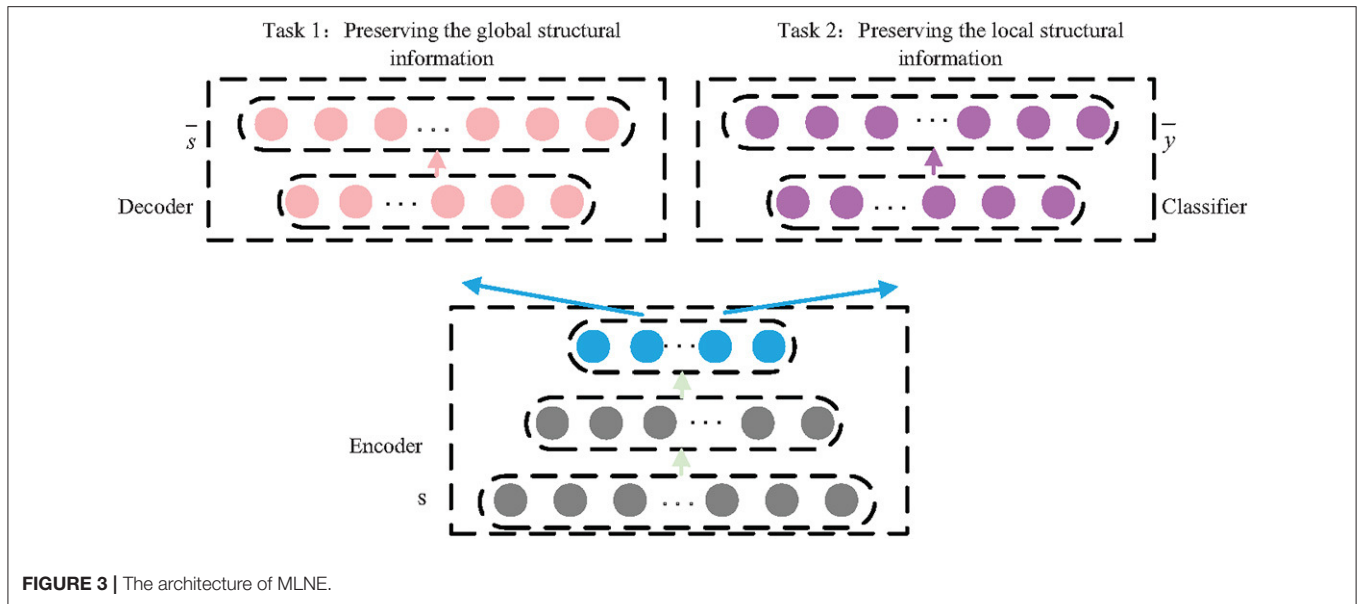 Task 1：Preserving the global structural
information
Task 2：Preserving the local structural
information
s̅
...
y̅
...
Decoder
...
Classifier
...
...
Encoder
...
s
...
FIGURE 3 | The architecture of MLNE.